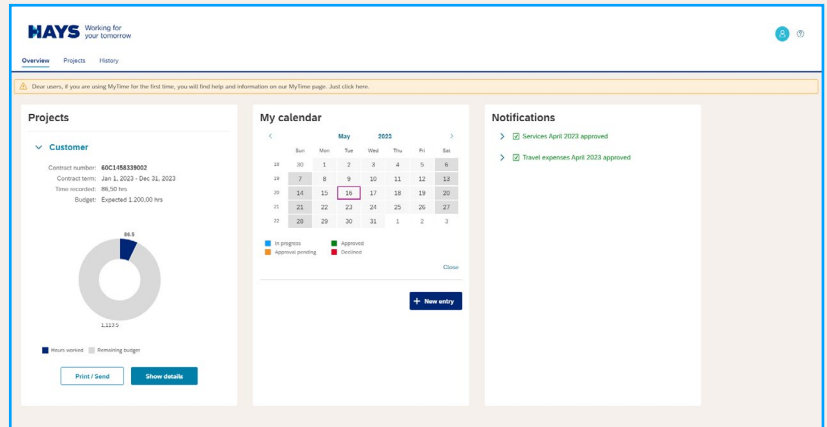 HAYS Working for
your tomorrow
Overview Projects History
Dear users, if you are using MyTime for the first time, you will find help and information on our MyTime page. Just click here.
Projects
Customer
Contract number: 60C1458339002
Contract term: Jan 1, 2023 - Dec 31, 2023
Time recorded: 86,50 hrs
Budget: Expected 1.200,00 hrs
86.5
1,113.5
Hours worked Remaining budget
Print / Send Show details
My calendar
< May 2023 >
Sun Mon Tue Wed Thu Fri Sat
18 30 1 2 3 4 5 6
19 7 8 9 10 11 12 13
20 14 15 16 17 18 19 20
21 21 22 23 24 25 26 27
22 28 29 30 31 1 2 3
In progress Approved
Approval pending Declined
Close
+ New entry
Notifications
> Services April 2023 approved
> Travel expenses April 2023 approved